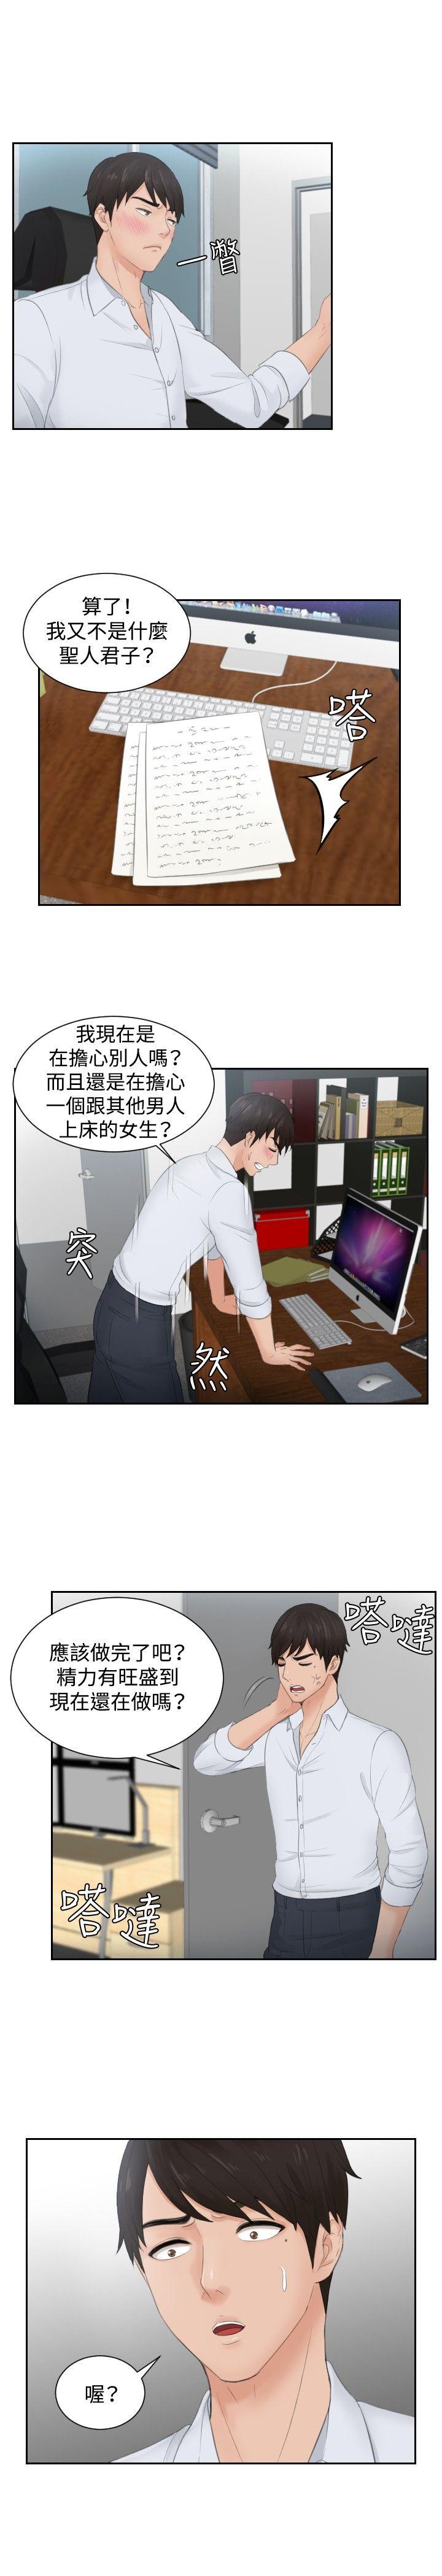 一瞥
算了！
我又不是什麼
聖人君子？
嗒
我現在是
在擔心別人嗎？
而且還是在擔心
一個跟其他男人
上床的女生？
突
然
嗒噠
應該做完了吧？
精力有旺盛到
現在還在做嗎？
嗒噠
喔？